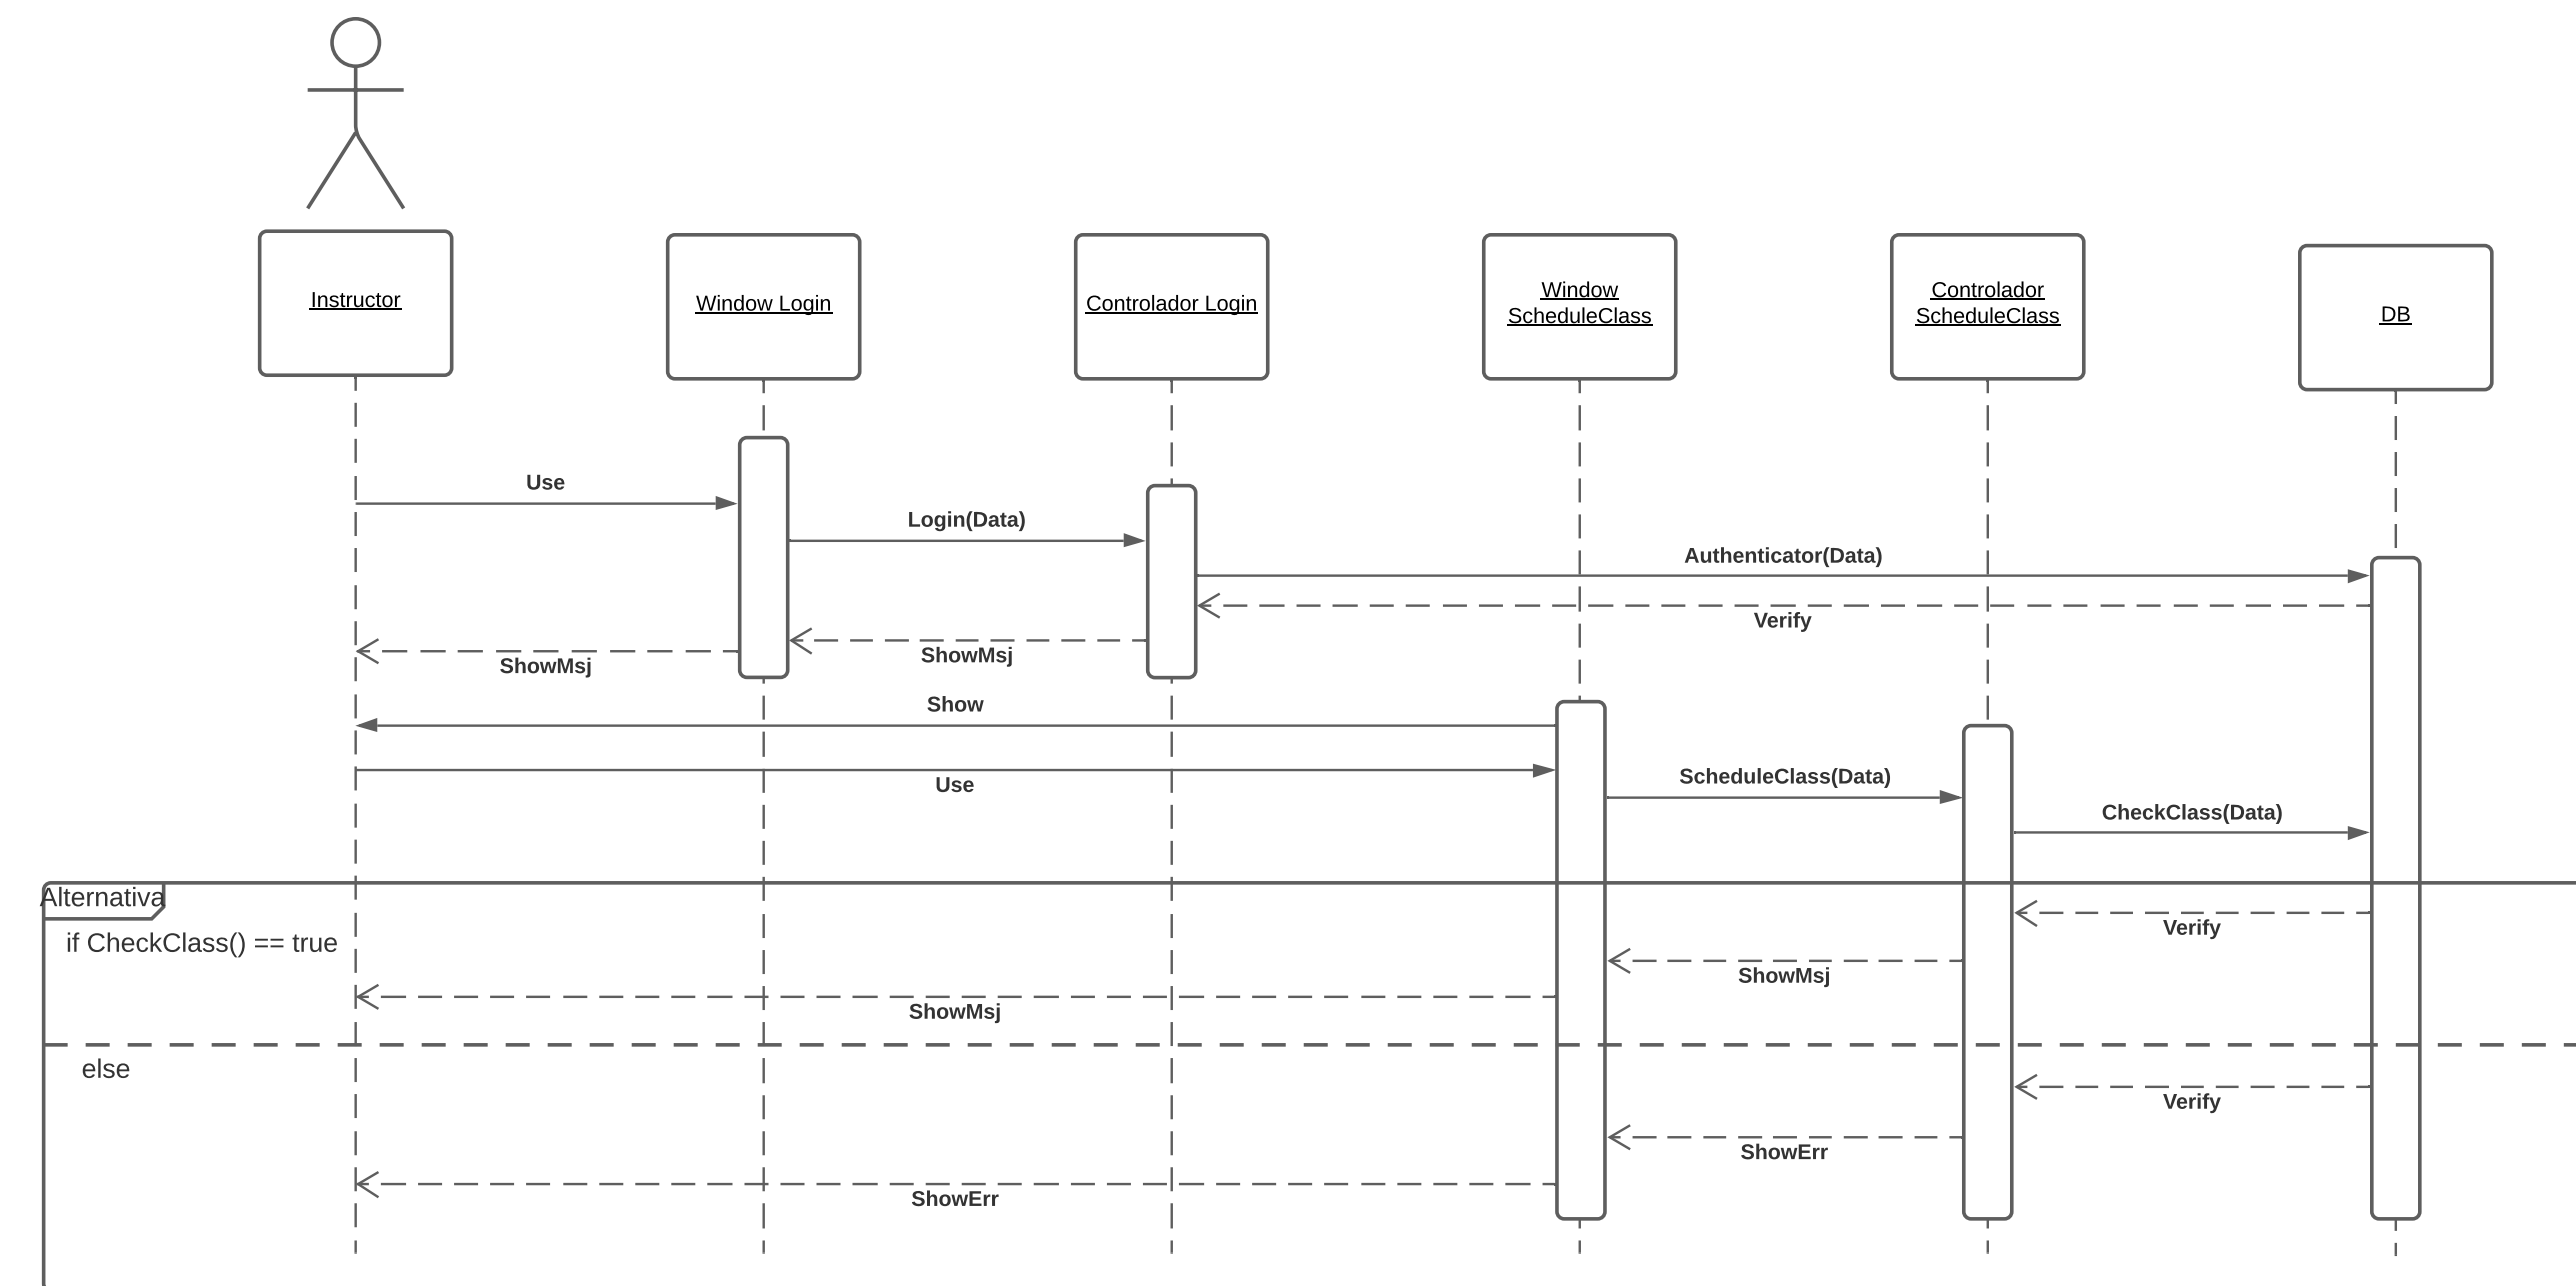 Instructor
Window Login
Controlador Login
Window
ScheduleClass
Controlador
ScheduleClass
DB
Use
Login(Data)
Authenticator(Data)
Verify
ShowMsj
ShowMsj
Show
Use
ScheduleClass(Data)
CheckClass(Data)
Alternativa
if CheckClass() == true
Verify
ShowMsj
ShowMsj
else
Verify
ShowErr
ShowErr